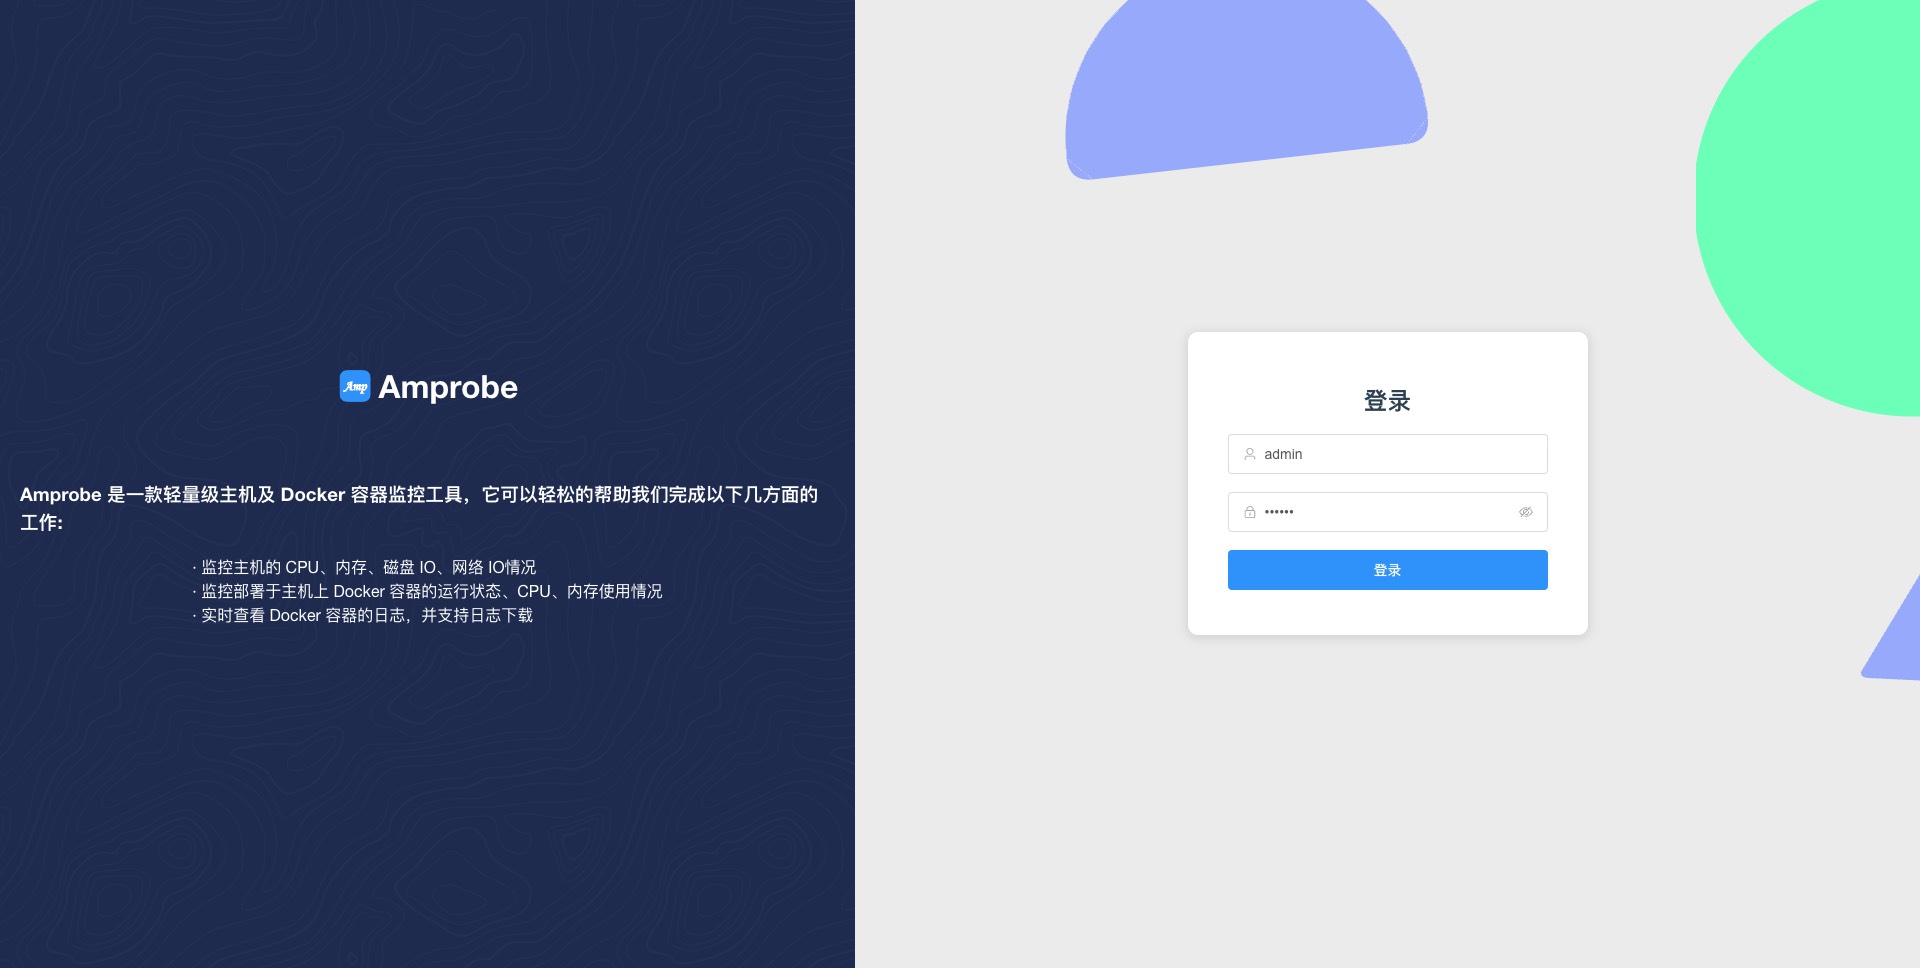 Amp Amprobe
Amprobe 是一款轻量级主机及 Docker 容器监控工具，它可以轻松的帮助我们完成以下几方面的
工作:
· 监控主机的 CPU、内存、磁盘 IO、网络 IO情况
· 监控部署于主机上 Docker 容器的运行状态、CPU、内存使用情况
· 实时查看 Docker 容器的日志，并支持日志下载
登录
admin
••••••
登录